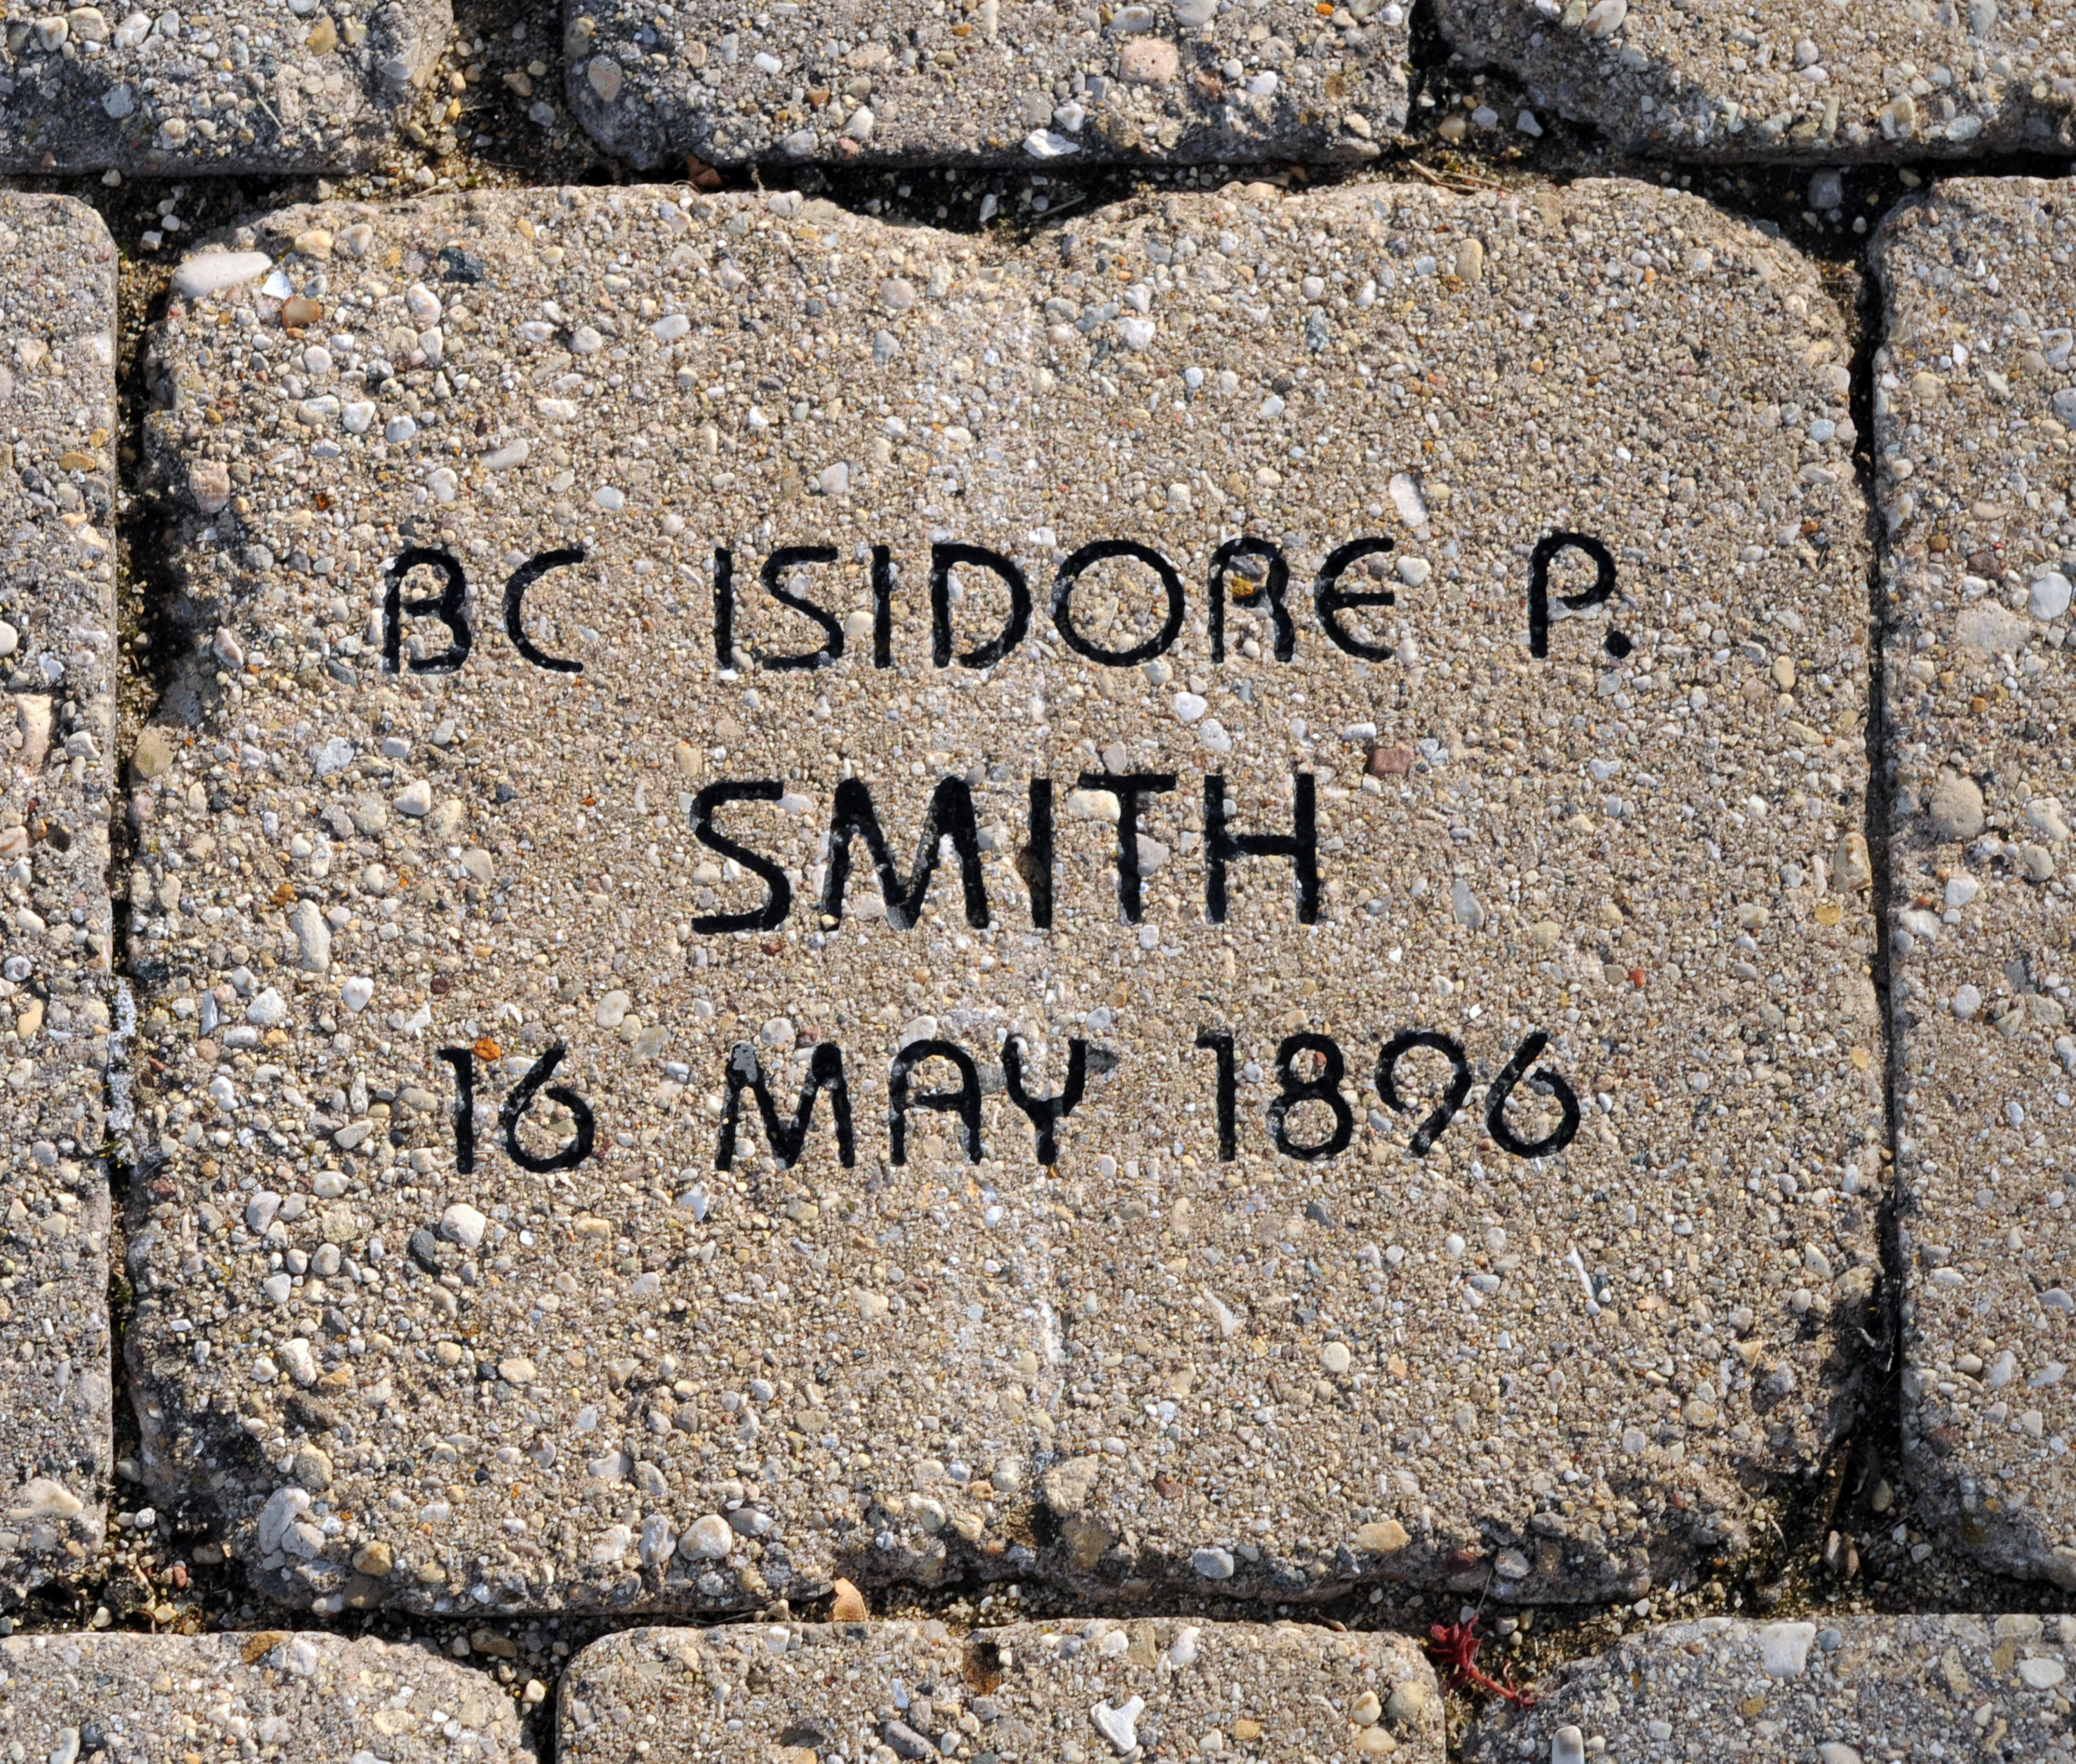 BC ISIDORE P.
SMITH
16 MAY 1896